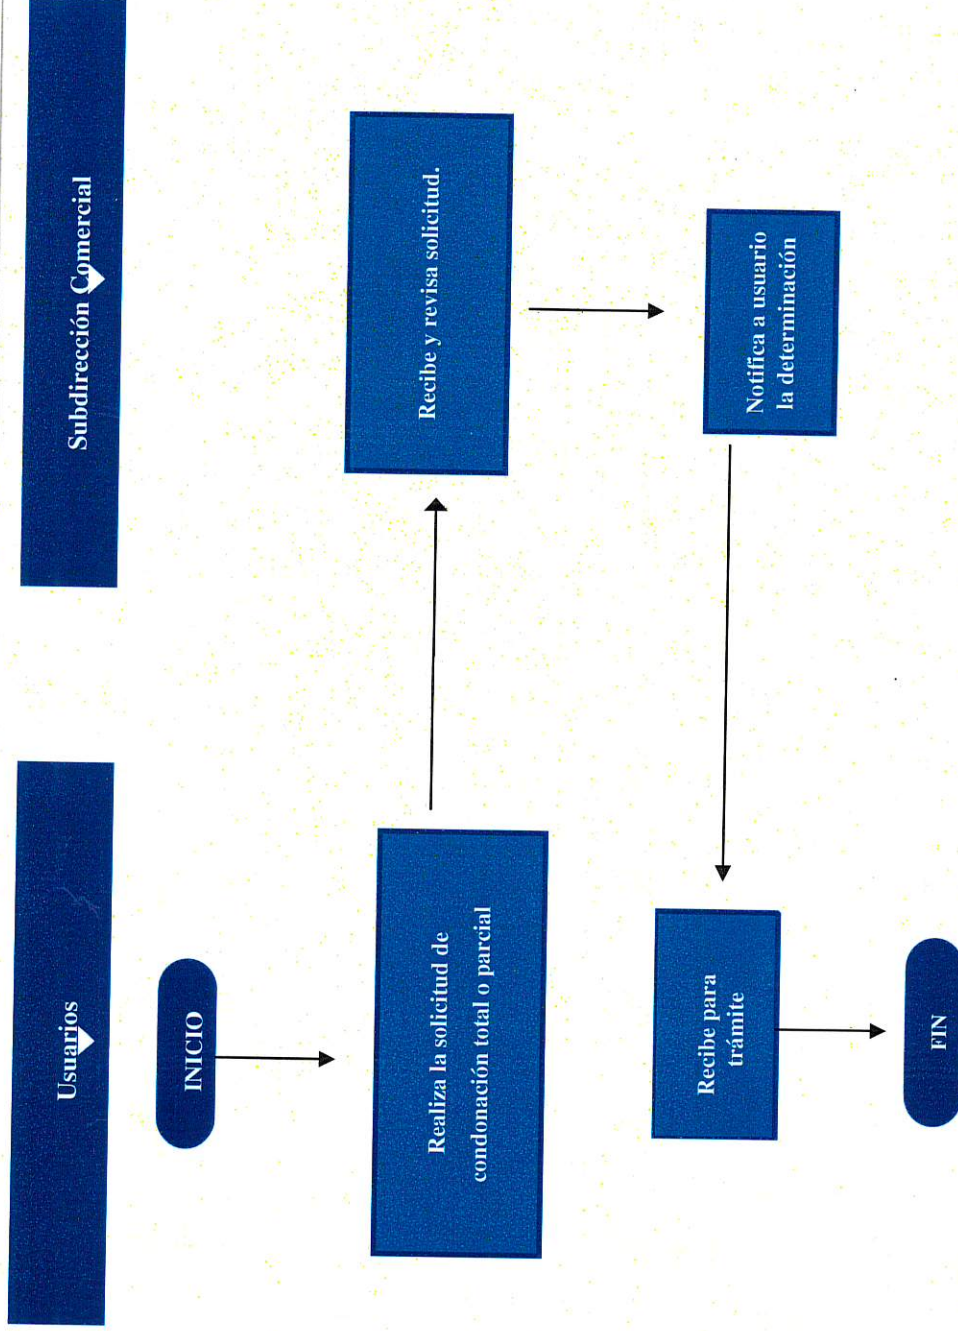 Usuarios
Subdirección Comercial
INICIO
Realiza la solicitud de
condonación total o parcial
Recibe y revisa solicitud.
Notifica a usuario
la determinación
Recibe para
trámite
FIN